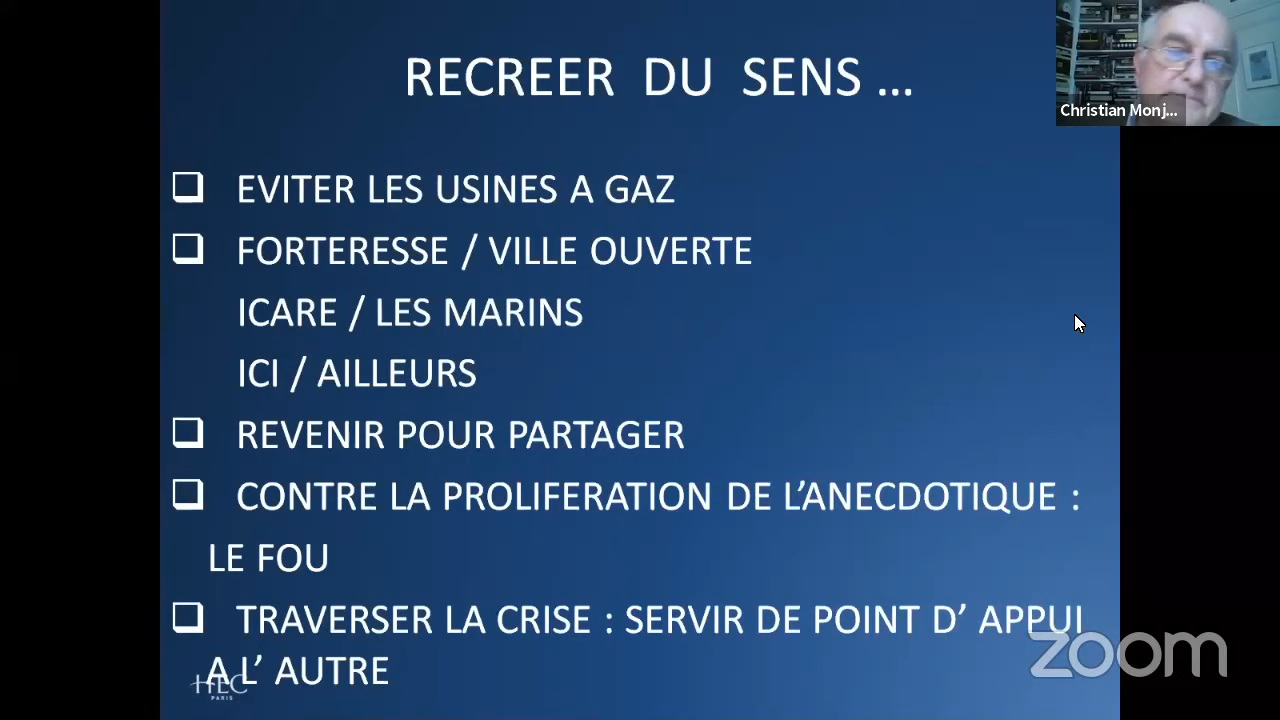 RECREER DU SENS ...
Christian Monj...
❑ EVITER LES USINES A GAZ
❑ FORTERESSE / VILLE OUVERTE
ICARE / LES MARINS
ICI / AILLEURS
❑ REVENIR POUR PARTAGER
❑ CONTRE LA PROLIFERATION DE L’ANECDOTIQUE :
LE FOU
❑ TRAVERSER LA CRISE : SERVIR DE POINT D’ APPUI
A L’ AUTRE
HEC
PARIS
zoom